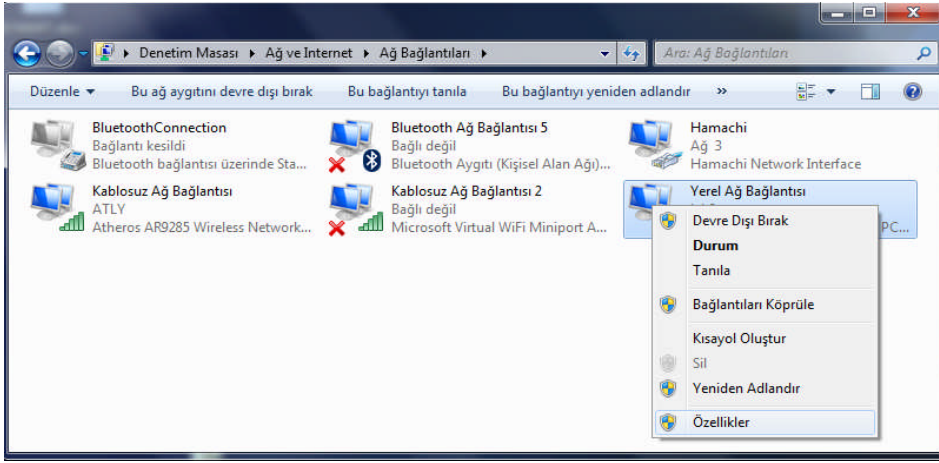 Denetim Masası Ağ ve Internet Ağ Bağlantıları
Ara: Ağ Bağlantıları
Düzenle Bu ağ aygıtını devre dışı bırak Bu bağlantıyı tanıla Bu bağlantıyı yeniden adlandır »
BluetoothConnection
Bağlantı kesildi
Bluetooth bağlantısı üzerinde Sta...
Bluetooth Ağ Bağlantısı 5
Bağlı değil
Bluetooth Aygıtı (Kişisel Alan Ağı)...
Hamachi
Ağ 3
Hamachi Network Interface
Kablosuz Ağ Bağlantısı
ATLY
Atheros AR9285 Wireless Network...
Kablosuz Ağ Bağlantısı 2
Bağlı değil
Microsoft Virtual WiFi Miniport A...
Yerel Ağ Bağlantısı
PC...
Devre Dışı Bırak
Durum
Tanıla
Bağlantıları Köprüle
Kısayol Oluştur
Sil
Yeniden Adlandır
Özellikler